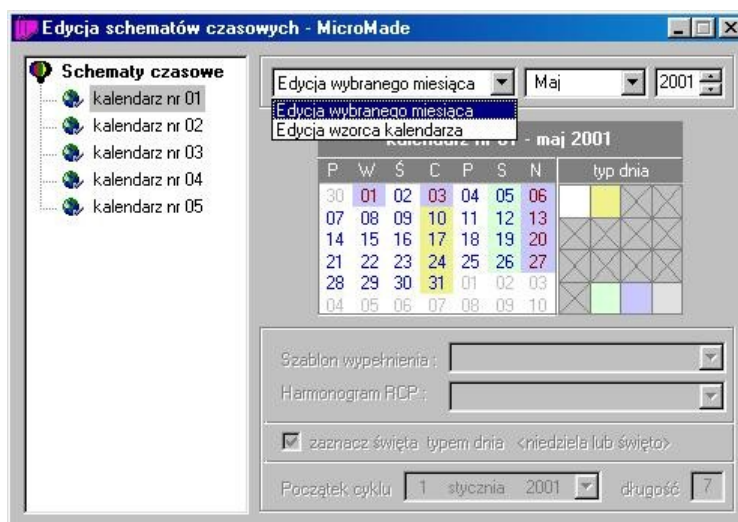 Edycja schematów czasowych - MicroMade
Schematy czasowe
kalendarz nr 01
kalendarz nr 02
kalendarz nr 03
kalendarz nr 04
kalendarz nr 05
Edycja wybranego miesiąca Maj 2001
Edycja wybranego miesiąca
Edycja wzorca kalendarza
kalendarz nr 01 - maj 2001
P W Ś C P S N typ dnia
30 01 02 03 04 05 06
07 08 09 10 11 12 13
14 15 16 17 18 19 20
21 22 23 24 25 26 27
28 29 30 31 01 02 03
04 05 06 07 08 09 10
Szablon wypełnienia :
Harmonogram RCP :
zaznacz święta typem dnia <niedziela lub święto>
Początek cyklu 1 stycznia 2001 długość 7